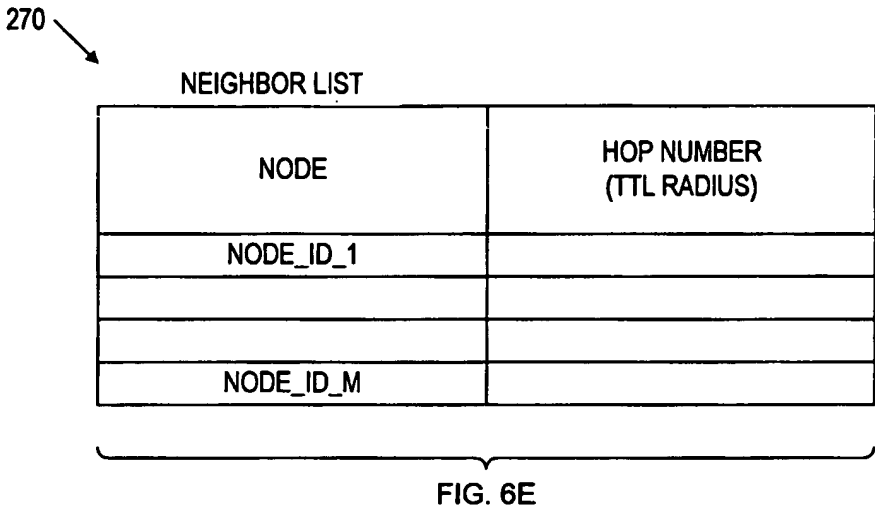 270
NEIGHBOR LIST
NODE
HOP NUMBER
(TTL RADIUS)
NODE_ID_1
NODE_ID_M
FIG. 6E